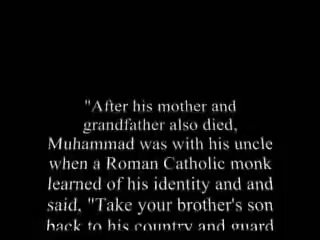 "After his mother and
grandfather also died,
Muhammad was with his uncle
when a Roman Catholic monk
learned of his identity and and
said, "Take your brother's son
back to his country and guard